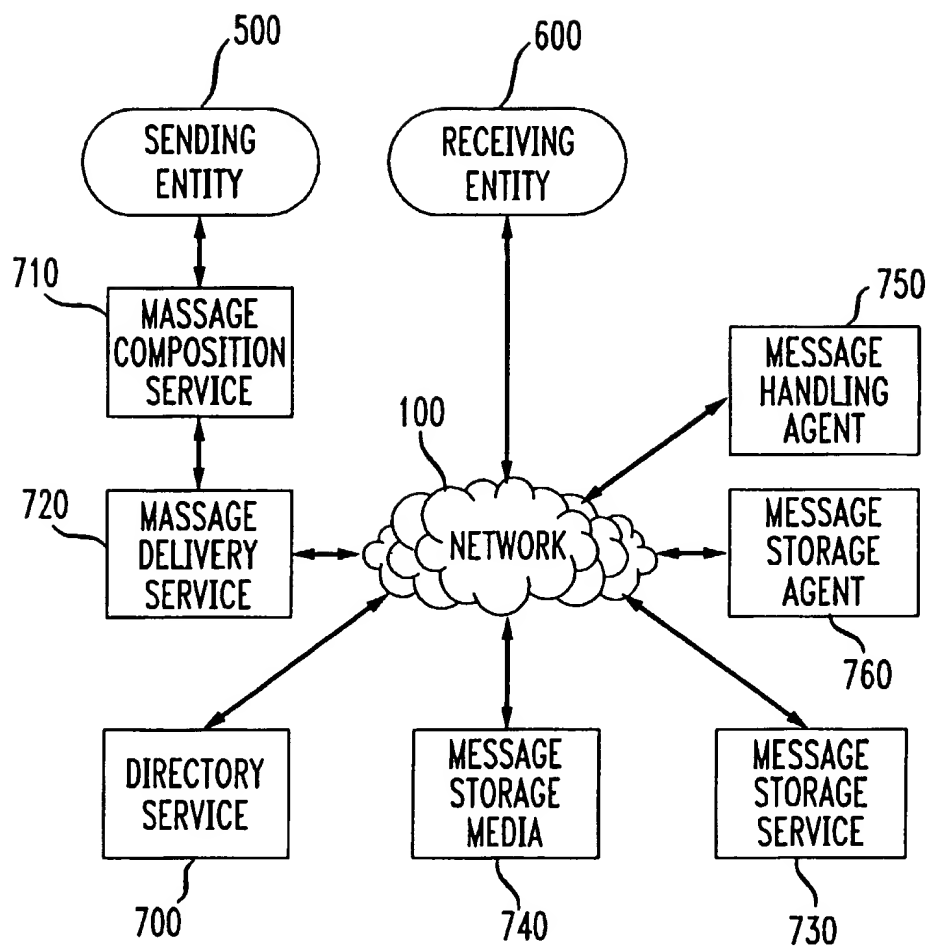 500
600
SENDING
ENTITY
RECEIVING
ENTITY
710
MASSAGE
COMPOSITION
SERVICE
750
MESSAGE
HANDLING
AGENT
100
720
MASSAGE
DELIVERY
SERVICE
NETWORK
MESSAGE
STORAGE
AGENT
760
DIRECTORY
SERVICE
MESSAGE
STORAGE
MEDIA
MESSAGE
STORAGE
SERVICE
700
740
730